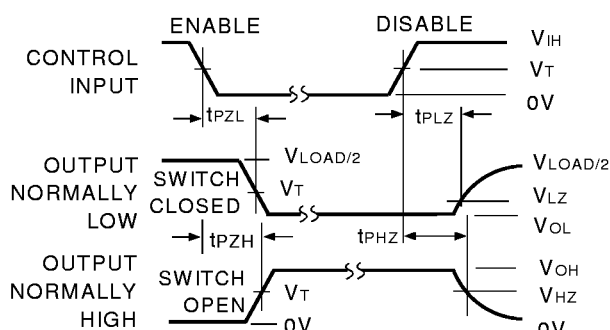 ENABLE
DISABLE
CONTROL
INPUT
VIH
VT
0V
tPZL
tPLZ
OUTPUT
NORMALLY
LOW
SWITCH
CLOSED
VLOAD/2
VT
VLOAD/2
VLZ
VOL
tPZH
tPHZ
OUTPUT
NORMALLY
HIGH
SWITCH
OPEN
VT
0V
VOH
VHZ
0V